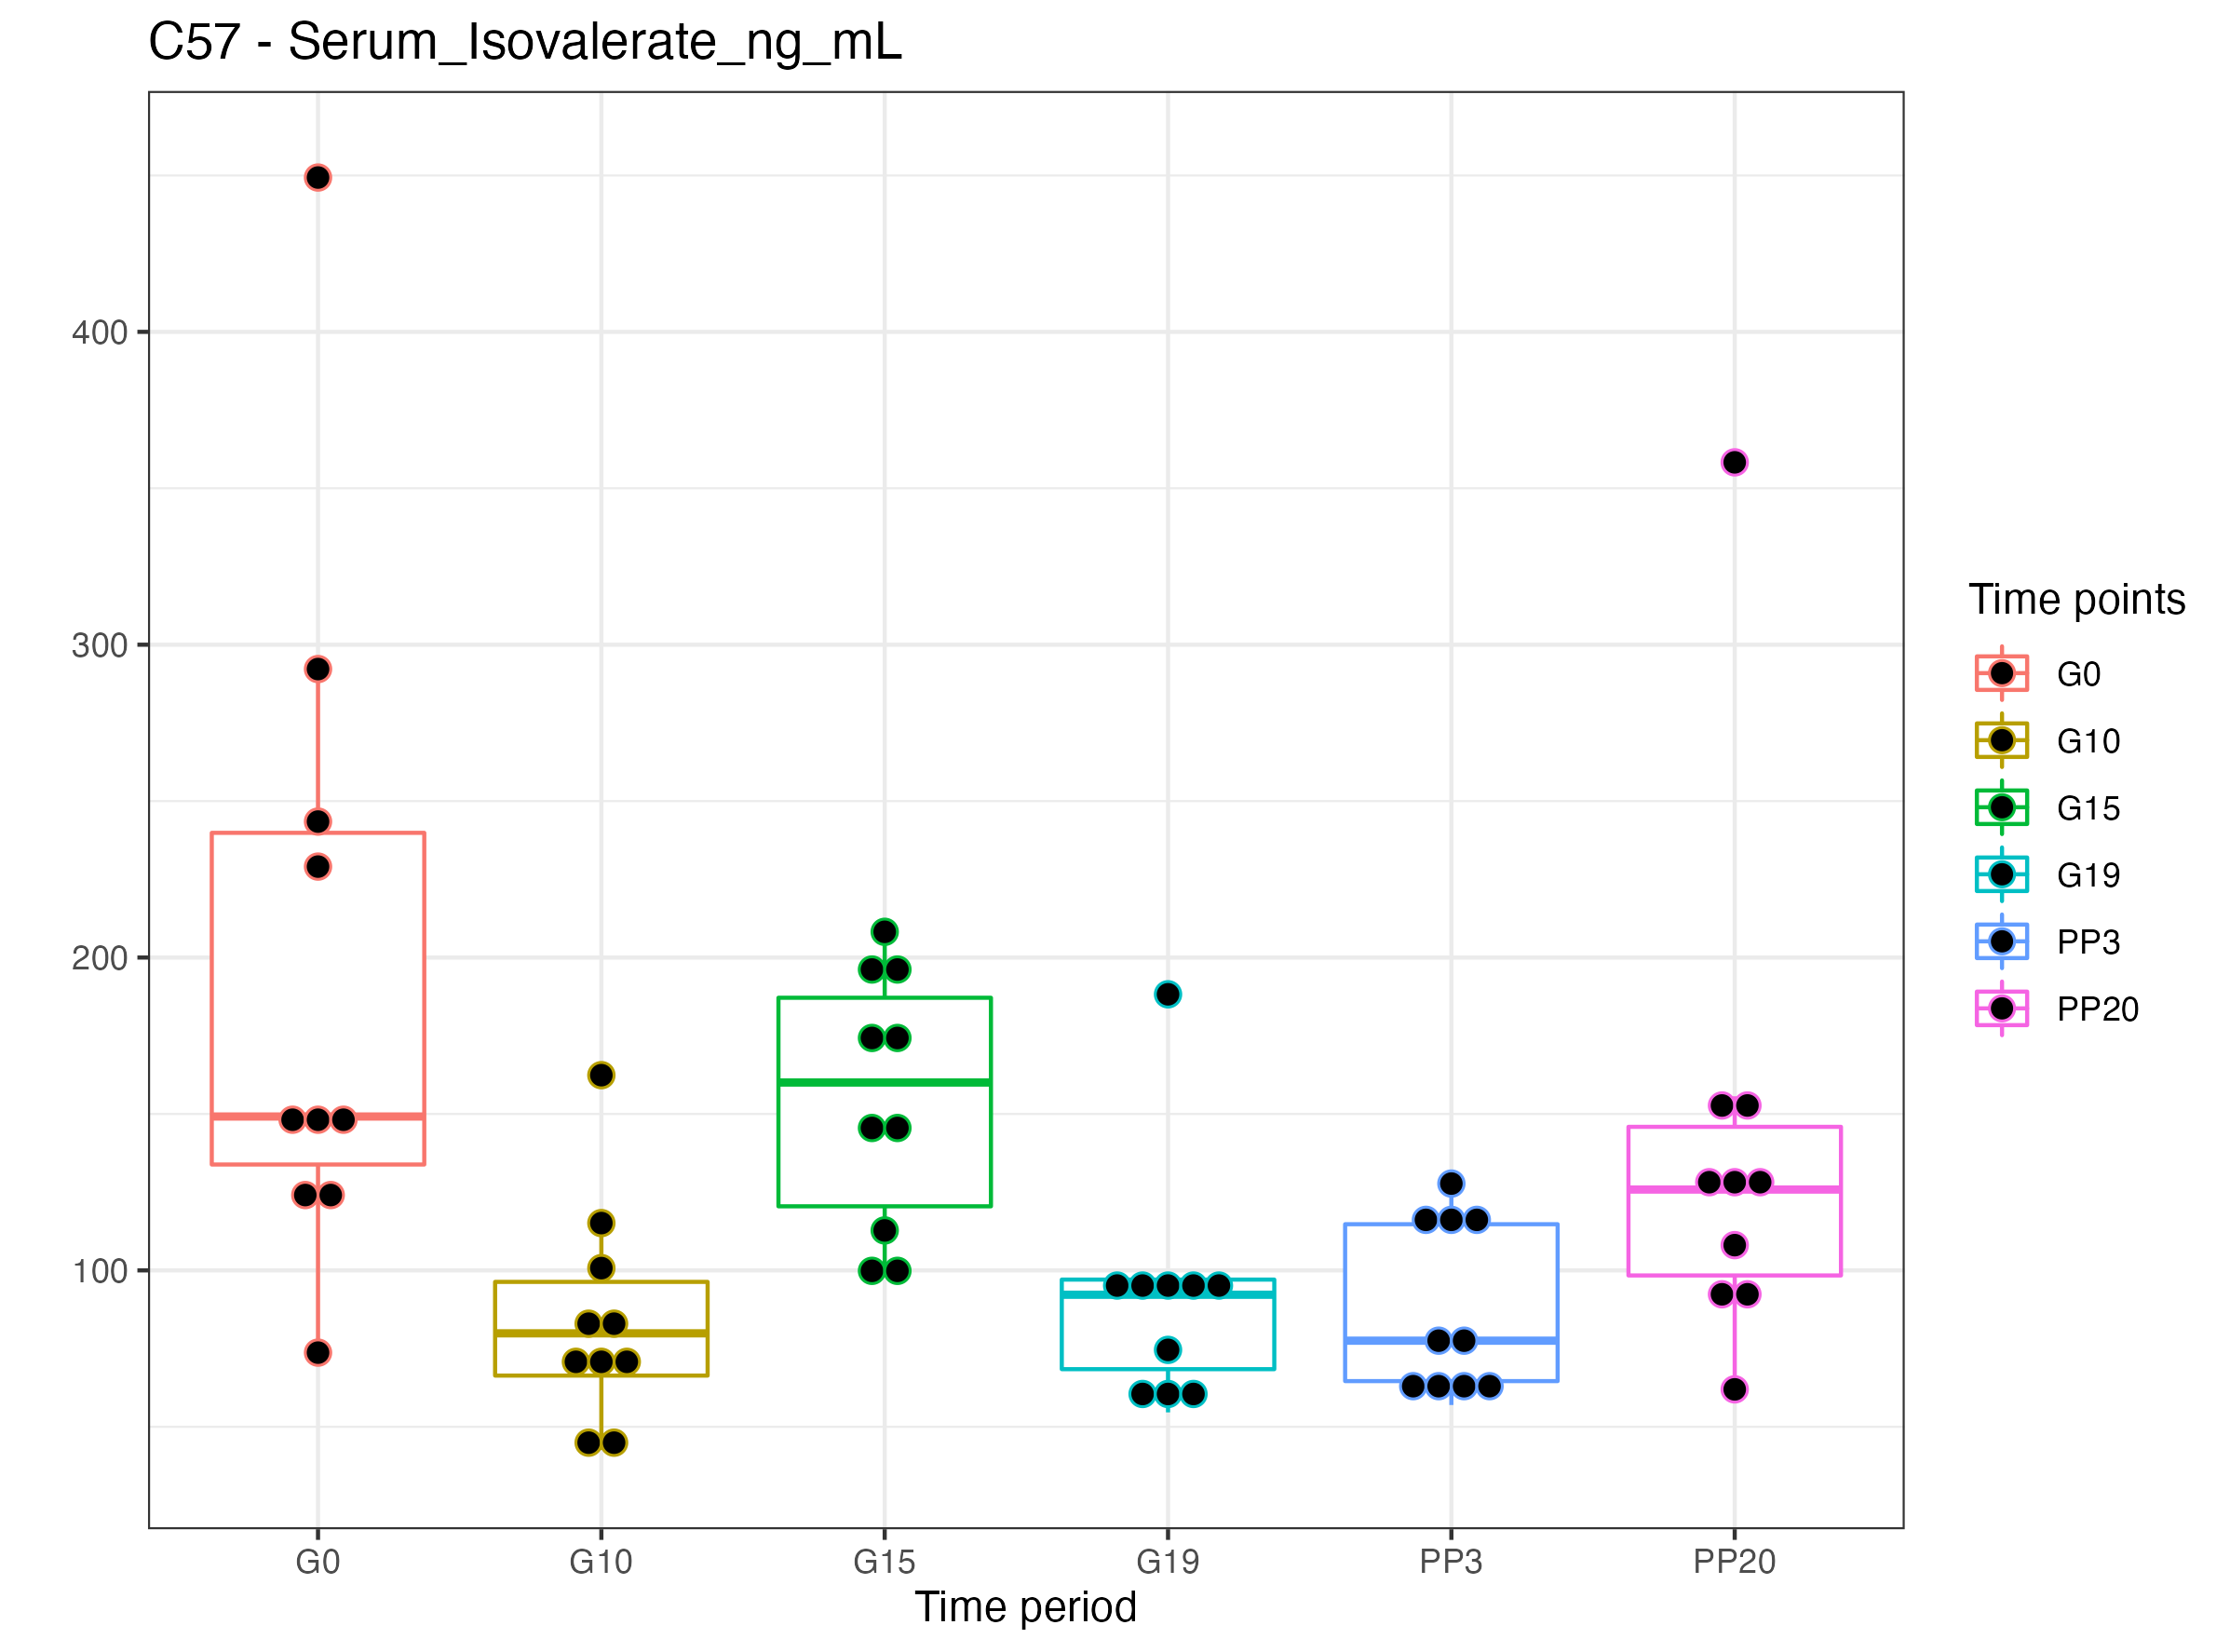 C57 - Serum_Isovalerate_ng_mL
400
300
200
100
G0 G10 G15 G19 PP3 PP20
Time period
Time points
G0
G10
G15
G19
PP3
PP20